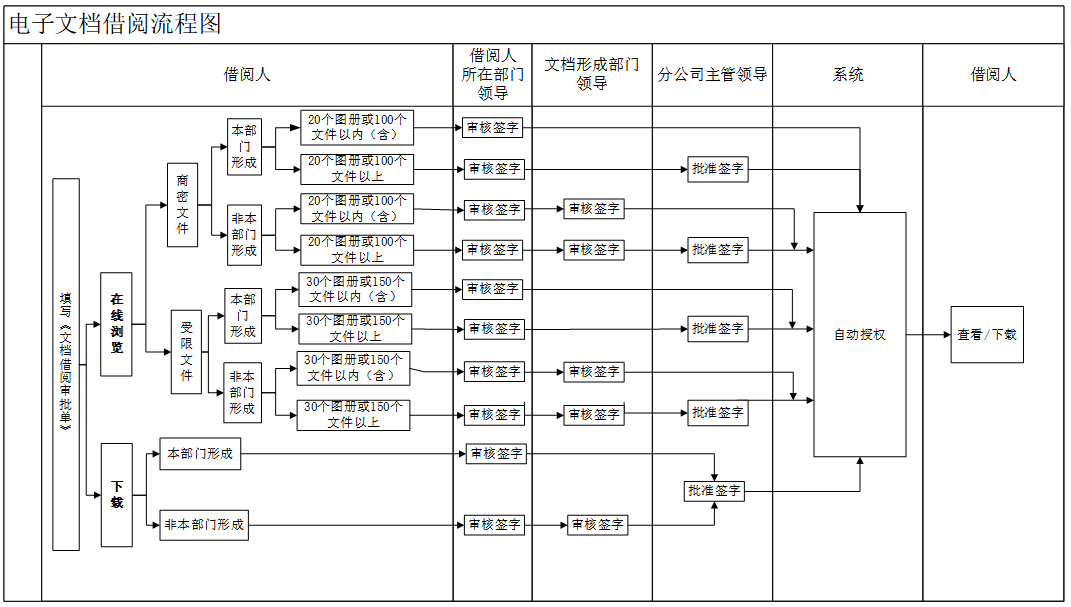 电子文档借阅流程图
借阅人
借阅人
所在部门
领导
文档形成部门
领导
分公司主管领导
系统
借阅人
填写《文档借阅审批单》
在线浏览
下载
商密文件
受限文件
本部
门
形成
20个图册或100个
文件以内（含）
审核签字
20个图册或100个
文件以上
审核签字
批准签字
非本
部门
形成
20个图册或100个
文件以内（含）
审核签字
审核签字
20个图册或100个
文件以上
审核签字
审核签字
批准签字
本部
门
形成
30个图册或150个
文件以内（含）
审核签字
30个图册或150个
文件以上
审核签字
批准签字
非本
部门
形成
30个图册或150个
文件以内（含）
审核签字
审核签字
30个图册或150个
文件以上
审核签字
审核签字
批准签字
本部门形成
审核签字
批准签字
非本部门形成
审核签字
审核签字
自动授权
查看/下载